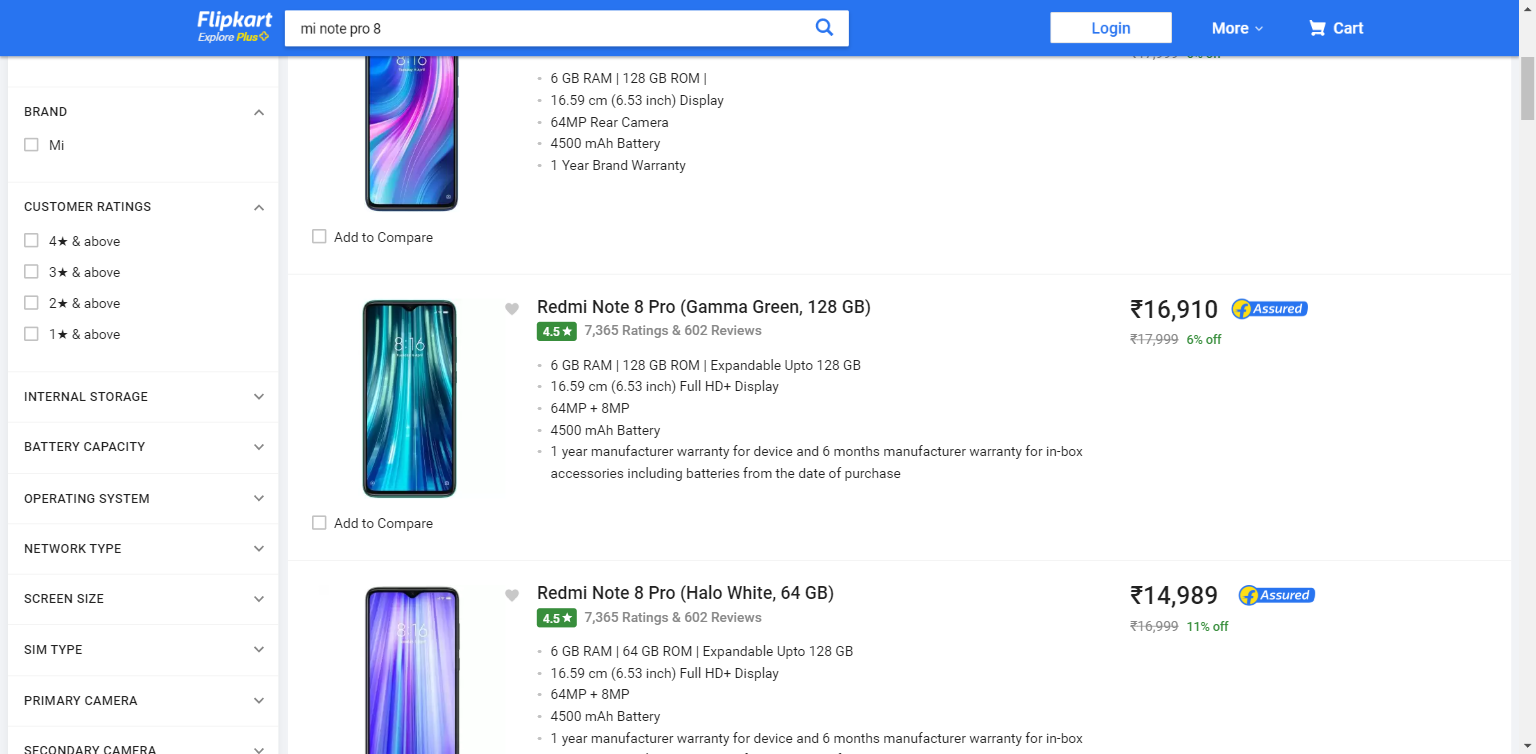 Flipkart
Explore Plus
mi note pro 8
Login
More
Cart
BRAND
Mi
CUSTOMER RATINGS
4★ & above
3★ & above
2★ & above
1★ & above
INTERNAL STORAGE
BATTERY CAPACITY
OPERATING SYSTEM
NETWORK TYPE
SCREEN SIZE
SIM TYPE
PRIMARY CAMERA
SECONDARY CAMERA
8:16
6 GB RAM | 128 GB ROM |
16.59 cm (6.53 inch) Display
64MP Rear Camera
4500 mAh Battery
1 Year Brand Warranty
Add to Compare
8:16
Redmi Note 8 Pro (Gamma Green, 128 GB)
4.5★ 7,365 Ratings & 602 Reviews
6 GB RAM | 128 GB ROM | Expandable Upto 128 GB
16.59 cm (6.53 inch) Full HD+ Display
64MP + 8MP
4500 mAh Battery
1 year manufacturer warranty for device and 6 months manufacturer warranty for in-box
accessories including batteries from the date of purchase
₹16,910 Assured
₹17,999 6% off
Add to Compare
8:16
Redmi Note 8 Pro (Halo White, 64 GB)
4.5★ 7,365 Ratings & 602 Reviews
6 GB RAM | 64 GB ROM | Expandable Upto 128 GB
16.59 cm (6.53 inch) Full HD+ Display
64MP + 8MP
4500 mAh Battery
1 year manufacturer warranty for device and 6 months manufacturer warranty for in-box
₹14,989 Assured
₹16,999 11% off